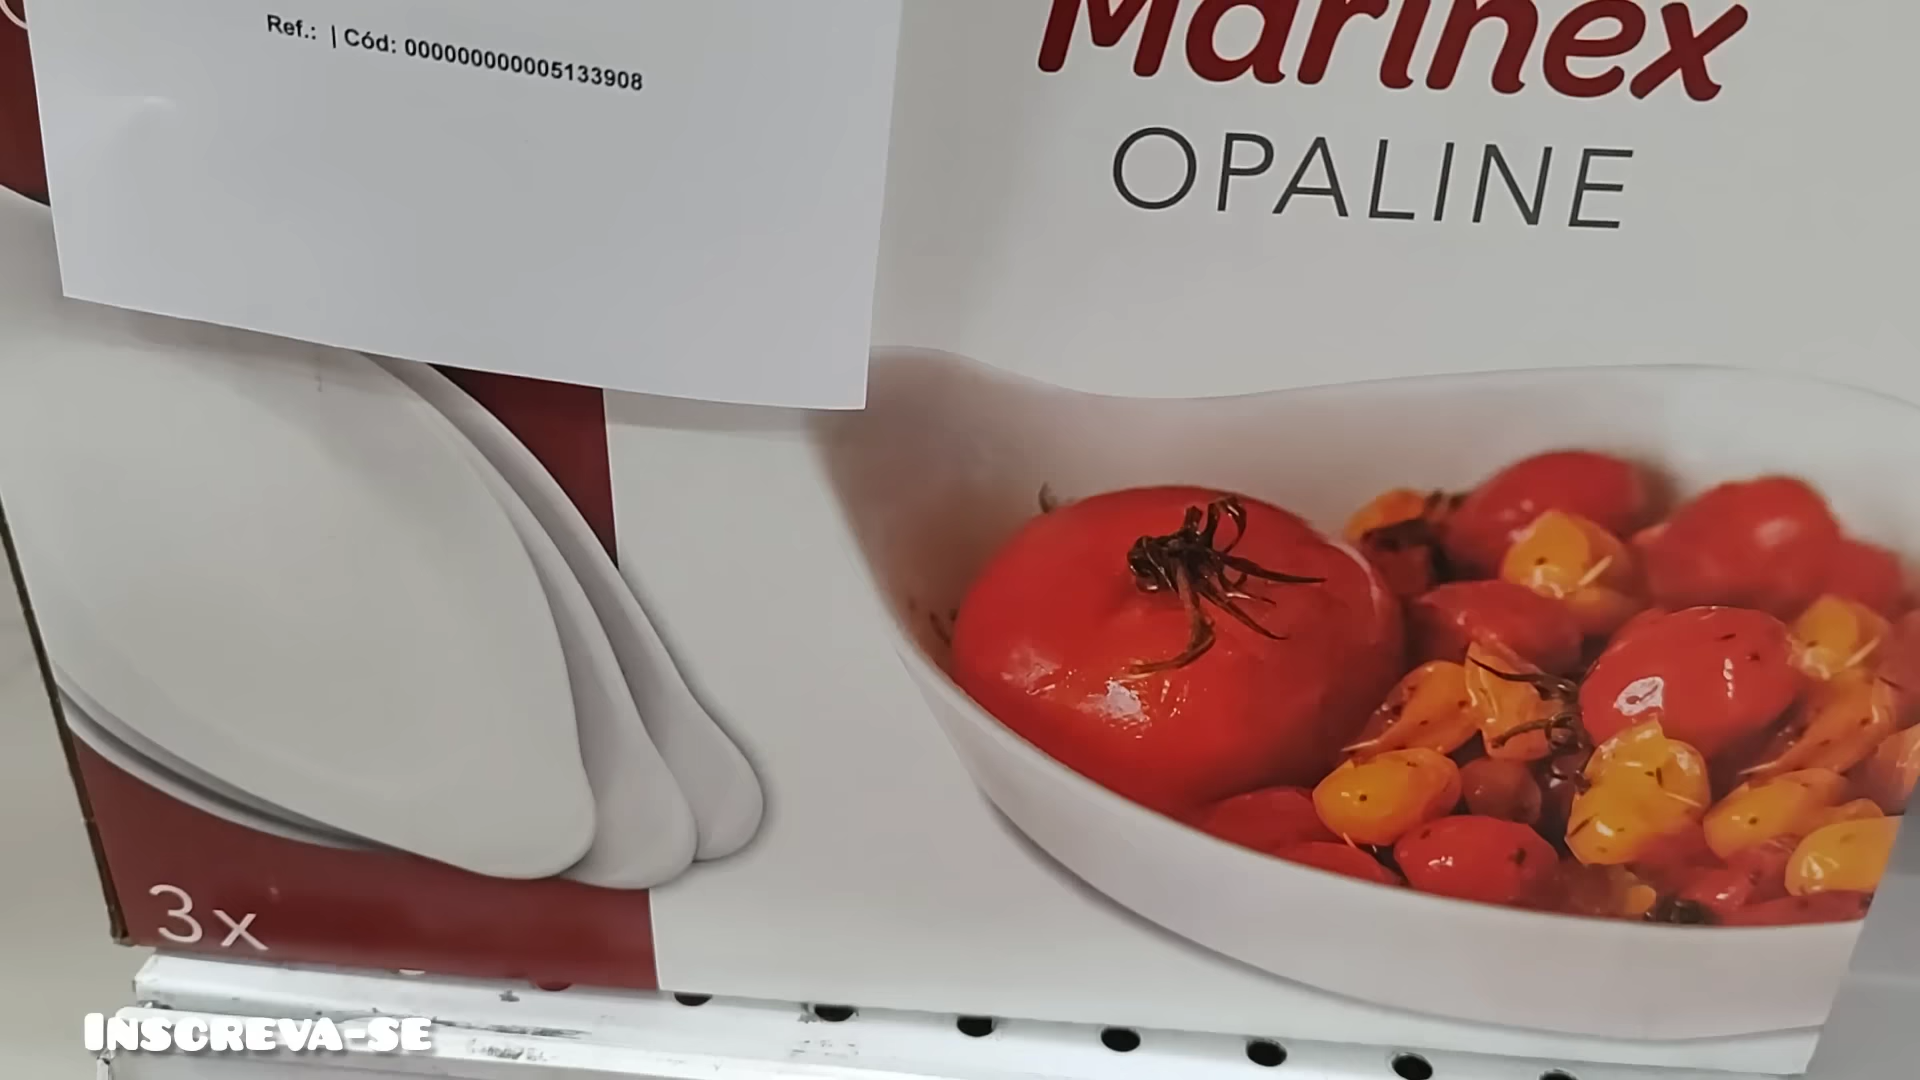 Ref.: | Cód: 000000000005133908
Marinex
OPALINE
3x
INSCREVA-SE